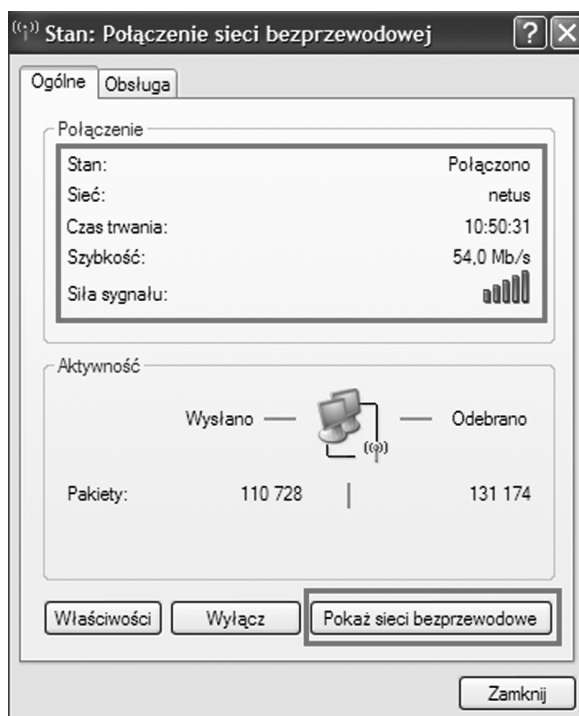 Stan: Połączenie sieci bezprzewodowej
Ogólne Obsługa
Połączenie
Stan: Połączono
Sieć: netus
Czas trwania: 10:50:31
Szybkość: 54,0 Mb/s
Siła sygnału:
Aktywność
Wysłano Odebrano
Pakiety: 110 728 131 174
Właściwości Wyłącz Pokaż sieci bezprzewodowe
Zamknij